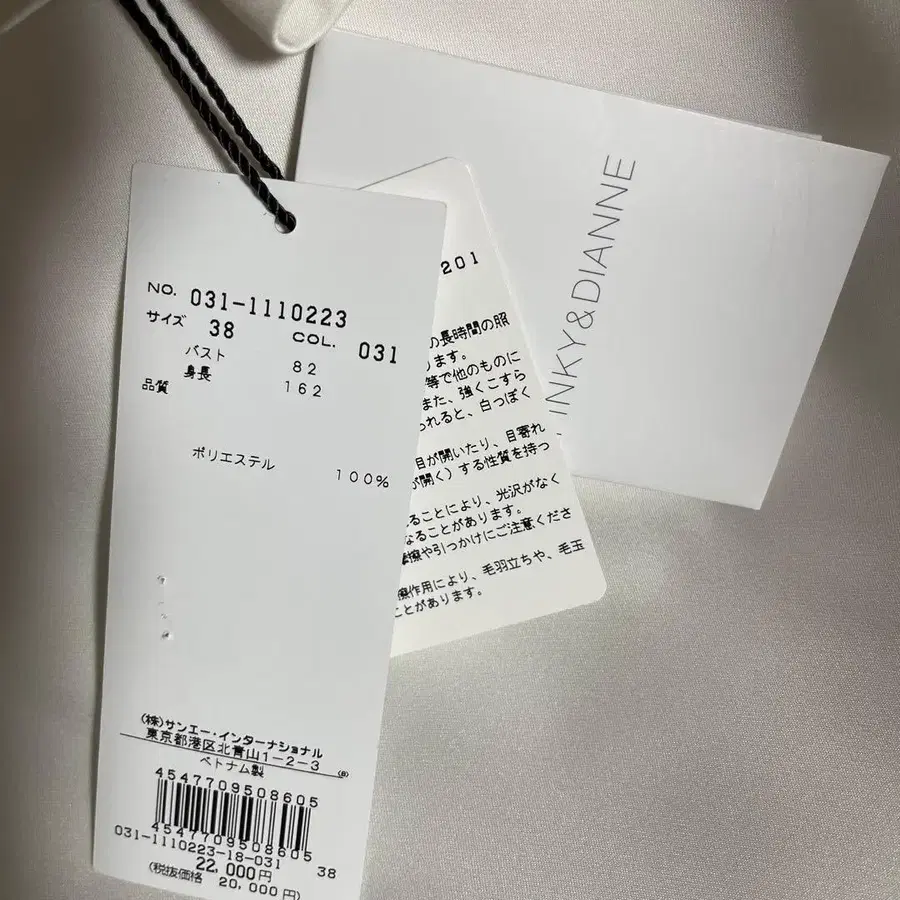 NO. 031-1110223
サイズ 38 COL. 031
バスト 82
身長 162
品質
ポリエステル 100%
(株)サンエー・インターナショナル
東京都港区北青山1-2-3
ベトナム製 (B)
4547709508605
4547709508605
031-1110223-18-031 38
22,000円
(税抜価格 20,000円)
201
の長時間の照
ります。
等で他のものに
また、強くこすら
られると、白っぽく
目が開いたり、目寄れ
が開く)する性質を持つ
ることにより、光沢がなく
なることがあります。
摩擦や引っかけにご注意くださ
擦作用により、毛羽立ちや、毛玉
ことがあります。
INKY&DIANNE